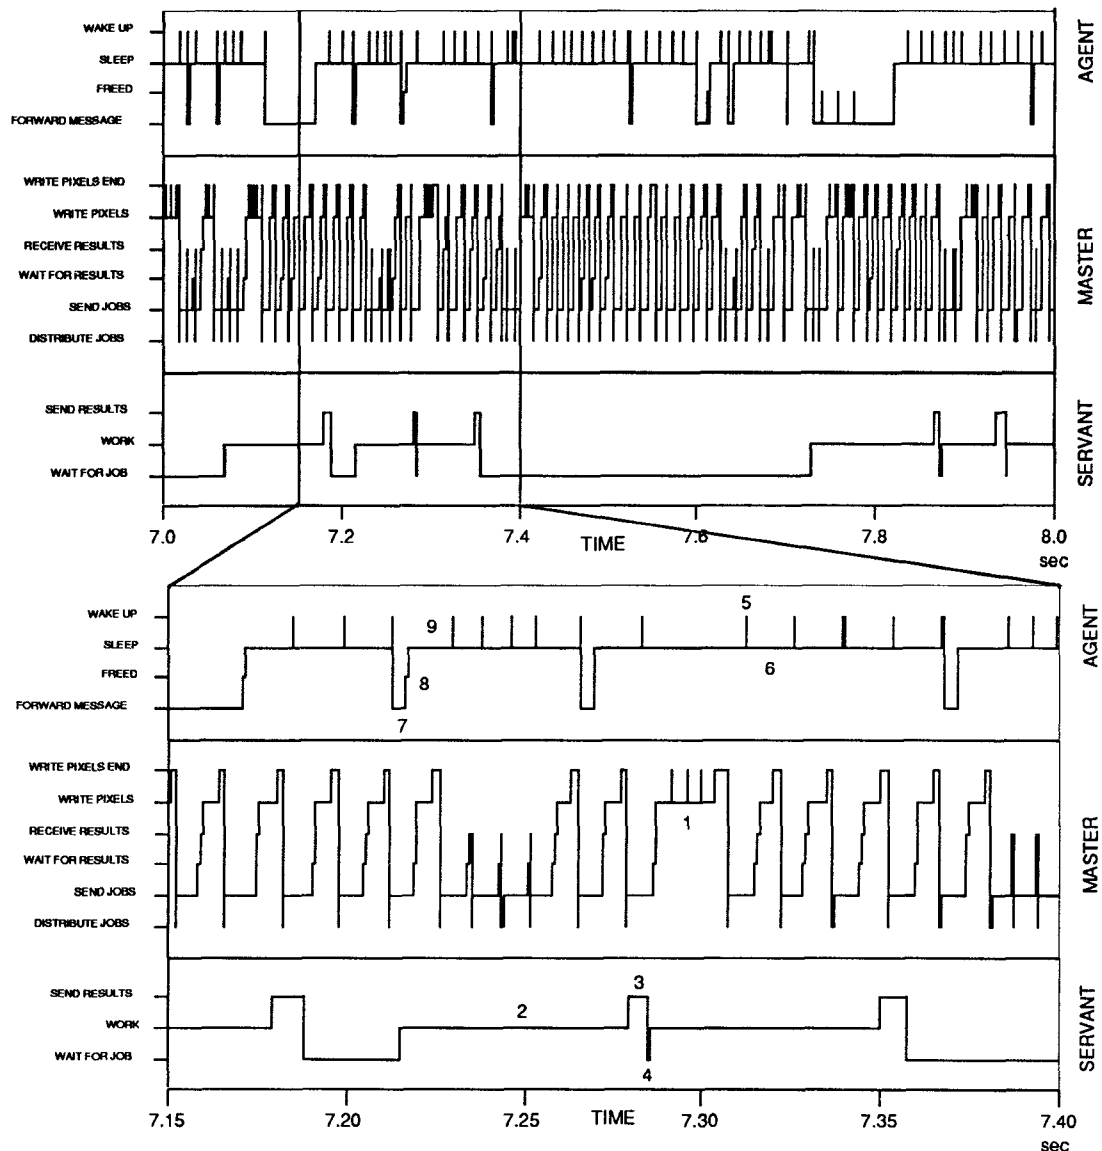 WAKE UP
SLEEP
FREED
FORWARD MESSAGE
AGENT
WRITE PIXELS END
WRITE PIXELS
RECEIVE RESULTS
WAIT FOR RESULTS
SEND JOBS
DISTRIBUTE JOBS
MASTER
SEND RESULTS
WORK
WAIT FOR JOB
SERVANT
7.0 7.2 7.4 TIME 7.6 7.8 8.0
sec
WAKE UP
SLEEP
FREED
FORWARD MESSAGE
5
9
6
8
7
AGENT
WRITE PIXELS END
WRITE PIXELS
RECEIVE RESULTS
WAIT FOR RESULTS
SEND JOBS
DISTRIBUTE JOBS
1
MASTER
SEND RESULTS
WORK
WAIT FOR JOB
3
2
4
SERVANT
7.15 7.20 7.25 TIME 7.30 7.35 7.40
sec